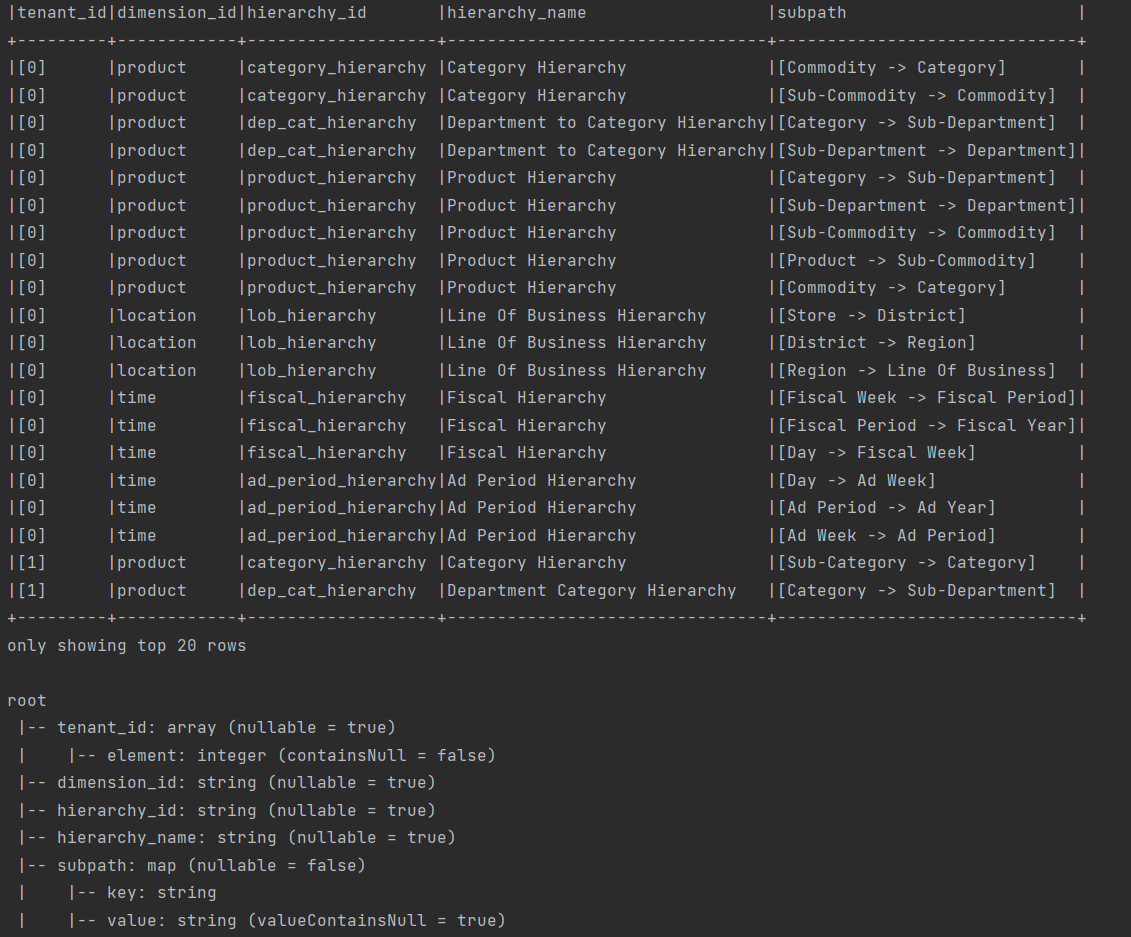 |tenant_id|dimension_id|hierarchy_id       |hierarchy_name                  |subpath                       |
+---------+------------+-------------------+--------------------------------+------------------------------+
|[0]      |product     |category_hierarchy |Category Hierarchy              |[Commodity -> Category]       |
|[0]      |product     |category_hierarchy |Category Hierarchy              |[Sub-Commodity -> Commodity]  |
|[0]      |product     |dep_cat_hierarchy  |Department to Category Hierarchy|[Category -> Sub-Department]  |
|[0]      |product     |dep_cat_hierarchy  |Department to Category Hierarchy|[Sub-Department -> Department]|
|[0]      |product     |product_hierarchy  |Product Hierarchy               |[Category -> Sub-Department]  |
|[0]      |product     |product_hierarchy  |Product Hierarchy               |[Sub-Department -> Department]|
|[0]      |product     |product_hierarchy  |Product Hierarchy               |[Sub-Commodity -> Commodity]  |
|[0]      |product     |product_hierarchy  |Product Hierarchy               |[Product -> Sub-Commodity]    |
|[0]      |product     |product_hierarchy  |Product Hierarchy               |[Commodity -> Category]       |
|[0]      |location    |lob_hierarchy      |Line Of Business Hierarchy      |[Store -> District]           |
|[0]      |location    |lob_hierarchy      |Line Of Business Hierarchy      |[District -> Region]          |
|[0]      |location    |lob_hierarchy      |Line Of Business Hierarchy      |[Region -> Line Of Business]  |
|[0]      |time        |fiscal_hierarchy   |Fiscal Hierarchy                |[Fiscal Week -> Fiscal Period]|
|[0]      |time        |fiscal_hierarchy   |Fiscal Hierarchy                |[Fiscal Period -> Fiscal Year]|
|[0]      |time        |fiscal_hierarchy   |Fiscal Hierarchy                |[Day -> Fiscal Week]          |
|[0]      |time        |ad_period_hierarchy|Ad Period Hierarchy             |[Day -> Ad Week]              |
|[0]      |time        |ad_period_hierarchy|Ad Period Hierarchy             |[Ad Period -> Ad Year]        |
|[0]      |time        |ad_period_hierarchy|Ad Period Hierarchy             |[Ad Week -> Ad Period]        |
|[1]      |product     |category_hierarchy |Category Hierarchy              |[Sub-Category -> Category]    |
|[1]      |product     |dep_cat_hierarchy  |Department Category Hierarchy   |[Category -> Sub-Department]  |
+---------+------------+-------------------+--------------------------------+------------------------------+
only showing top 20 rows
root
 |-- tenant_id: array (nullable = true)
 |    |-- element: integer (containsNull = false)
 |-- dimension_id: string (nullable = true)
 |-- hierarchy_id: string (nullable = true)
 |-- hierarchy_name: string (nullable = true)
 |-- subpath: map (nullable = false)
 |    |-- key: string
 |    |-- value: string (valueContainsNull = true)